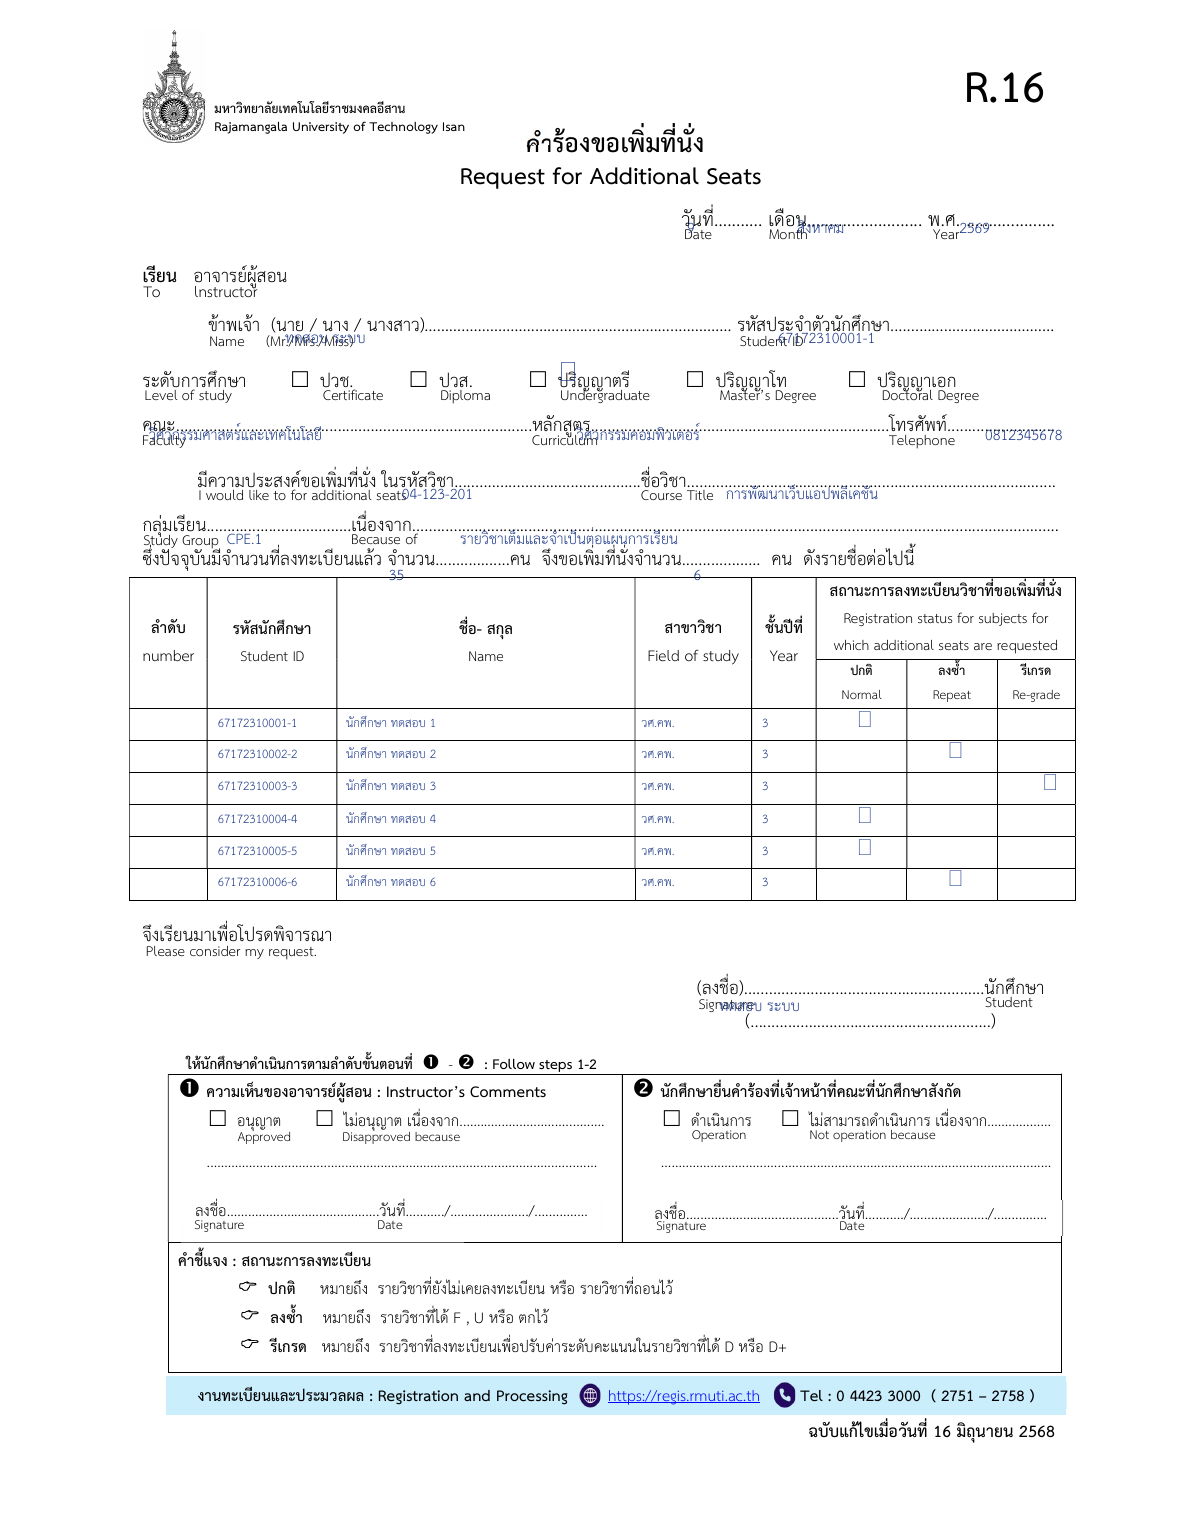 R.16
มหาวิทยาลัยเทคโนโลยีราชมงคลอีสาน
Rajamangala University of Technology Isan
คำร้องขอเพิ่มที่นั่ง
Request for Additional Seats
วันที่........... เดือน............................ พ.ศ........................
Date Month สิงหาคม Year 2569
เรียน อาจารย์ผู้สอน
To Instructor
ข้าพเจ้า (นาย / นาง / นางสาว)........................................................................... รหัสประจำตัวนักศึกษา........................................
Name (Mr./Mrs./Miss) ทดสอบ ระบบ Student ID 67172310001-1
ระดับการศึกษา ☐ ปวช. ☐ ปวส. ☐ ปริญญาตรี ☐ ปริญญาโท ☐ ปริญญาเอก
Level of study Certificate Diploma Undergraduate Master's Degree Doctoral Degree
คณะ....................................................................................... หลักสูตร......................................................................... โทรศัพท์...........................
Faculty วิศวกรรมศาสตร์และเทคโนโลยี Curriculum วิศวกรรมคอมพิวเตอร์ Telephone 0812345678
มีความประสงค์ขอเพิ่มที่นั่ง ในรหัสวิชา.............................................ชื่อวิชา..........................................................................................
I would like to for additional seats 04-123-201 Course Title การพัฒนาเว็บแอปพลิเคชัน
กลุ่มเรียน...................................เนื่องจาก..............................................................................................................................................................
Study Group CPE.1 Because of รายวิชาเต็มและจำเป็นต่อแผนการเรียน
ซึ่งปัจจุบันมีจำนวนที่ลงทะเบียนแล้ว จำนวน..................คน จึงขอเพิ่มที่นั่งจำนวน................... คน ดังรายชื่อต่อไปนี้
35 6
ลำดับ รหัสนักศึกษา ชื่อ- สกุล สาขาวิชา ชั้นปีที่ สถานะการลงทะเบียนวิชาที่ขอเพิ่มที่นั่ง
number Student ID Name Field of study Year Registration status for subjects for
which additional seats are requested
ปกติ ลงซ้ำ รีเกรด
Normal Repeat Re-grade
67172310001-1 นักศึกษา ทดสอบ 1 วศ.คพ. 3
67172310002-2 นักศึกษา ทดสอบ 2 วศ.คพ. 3
67172310003-3 นักศึกษา ทดสอบ 3 วศ.คพ. 3
67172310004-4 นักศึกษา ทดสอบ 4 วศ.คพ. 3
67172310005-5 นักศึกษา ทดสอบ 5 วศ.คพ. 3
67172310006-6 นักศึกษา ทดสอบ 6 วศ.คพ. 3
จึงเรียนมาเพื่อโปรดพิจารณา
Please consider my request.
(ลงชื่อ)..........................................................นักศึกษา
Signature ทดสอบ ระบบ Student
(..........................................................)
ให้นักศึกษาดำเนินการตามลำดับขั้นตอนที่ ❶ - ❷ : Follow steps 1-2
❶ ความเห็นของอาจารย์ผู้สอน : Instructor's Comments
☐ อนุญาต ☐ ไม่อนุญาต เนื่องจาก......................................
Approved Disapproved because
....................................................................................................
ลงชื่อ.......................................วันที่........../..................../..............
Signature Date
❷ นักศึกษายื่นคำร้องที่เจ้าหน้าที่คณะที่นักศึกษาสังกัด
☐ ดำเนินการ ☐ ไม่สามารถดำเนินการ เนื่องจาก.................
Operation Not operation because
....................................................................................................
ลงชื่อ.......................................วันที่........../..................../..............
Signature Date
คำชี้แจง : สถานะการลงทะเบียน
☞ ปกติ หมายถึง รายวิชาที่ยังไม่เคยลงทะเบียน หรือ รายวิชาที่ถอนไว้
☞ ลงซ้ำ หมายถึง รายวิชาที่ได้ F , U หรือ ตกไว้
☞ รีเกรด หมายถึง รายวิชาที่ลงทะเบียนเพื่อปรับค่าระดับคะแนนในรายวิชาที่ได้ D หรือ D+
งานทะเบียนและประมวลผล : Registration and Processing https://regis.rmuti.ac.th Tel : 0 4423 3000 ( 2751 – 2758 )
ฉบับแก้ไขเมื่อวันที่ 16 มิถุนายน 2568